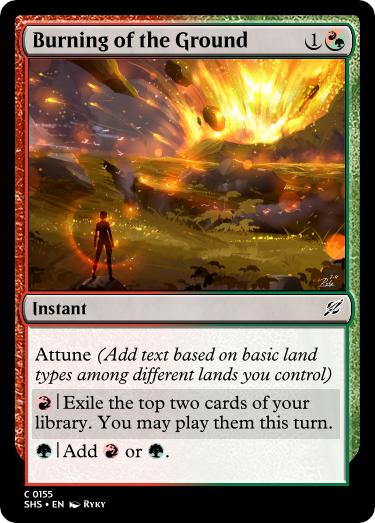 Burning of the Ground 1
Instant
Attune (Add text based on basic land
types among different lands you control)
| Exile the top two cards of your
library. You may play them this turn.
| Add or .
C 0155
SHS • EN Ryky